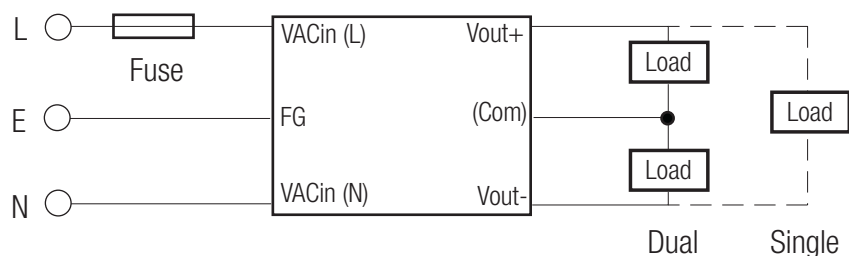 L
VACin (L)
Vout+
Fuse
Load
E
FG
(Com)
Load
Load
N
VACin (N)
Vout-
Dual
Single